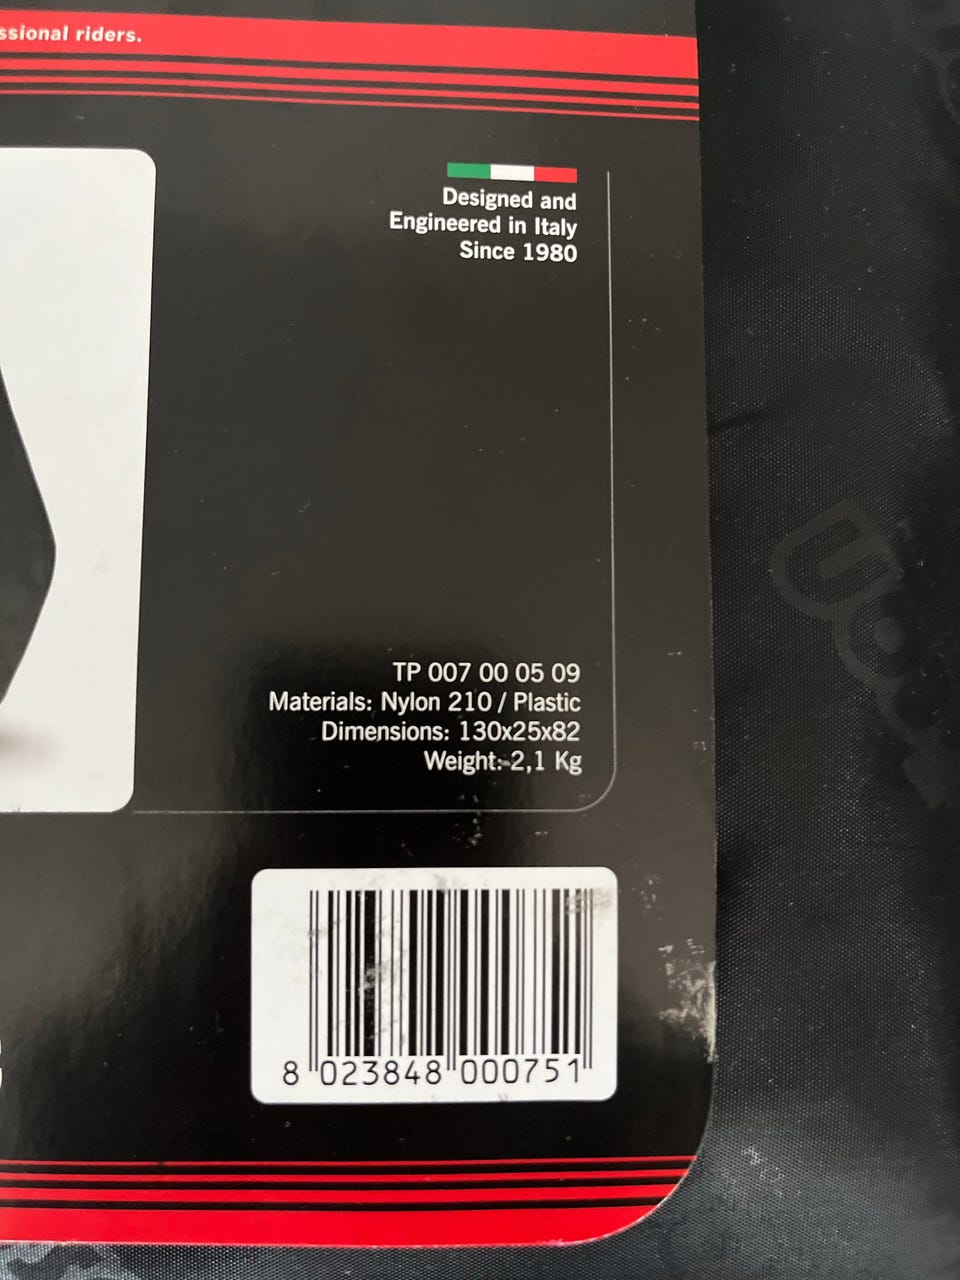 ssional riders.
Designed and
Engineered in Italy
Since 1980
TP 007 00 05 09
Materials: Nylon 210 / Plastic
Dimensions: 130x25x82
Weight: 2,1 Kg
8 023848 000751